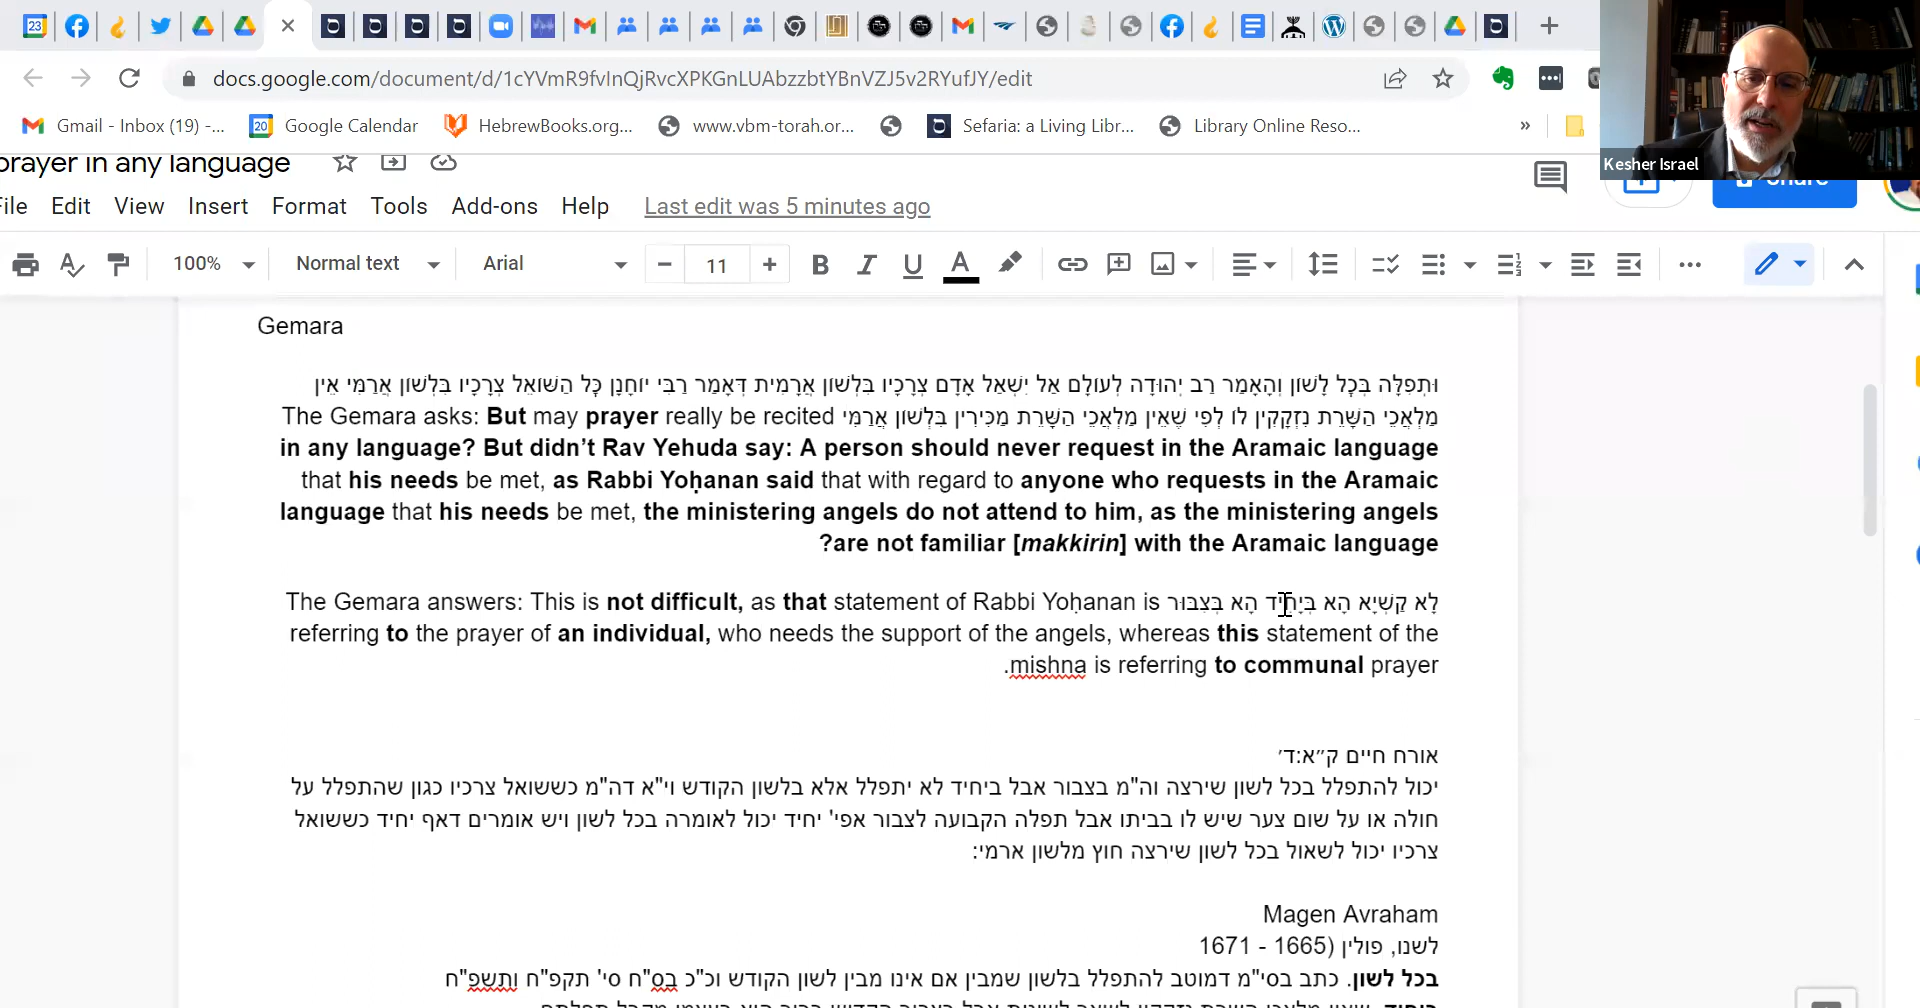 23
docs.google.com/document/d/1cYVmR9fvInQjRvcXPKGnLUAbzzbtYBnVZJ5v2RYufJY/edit
Gmail - Inbox (19) -... 20 Google Calendar HebrewBooks.org... www.vbm-torah.or... Sefaria: a Living Libr... Library Online Reso... »
Kesher Israel
prayer in any language
File Edit View Insert Format Tools Add-ons Help Last edit was 5 minutes ago
Share
100% Normal text Arial 11 B I U A
Gemara
וּתְפִלָּה בְּכׇל לָשׁוֹן וְהָאָמַר רַב יְהוּדָה לְעוֹלָם אַל יִשְׁאַל אָדָם צְרָכָיו בִּלְשׁוֹן אֲרַמִּית דְּאָמַר רַבִּי יוֹחָנָן כׇּל הַשּׁוֹאֵל צְרָכָיו בִּלְשׁוֹן אֲרַמִּי אֵין
מַלְאֲכֵי הַשָּׁרֵת נִזְקָקִין לוֹ לְפִי שֶׁאֵין מַלְאֲכֵי הַשָּׁרֵת מַכִּירִין בִּלְשׁוֹן אֲרַמִּי The Gemara asks: But may prayer really be recited
in any language? But didn’t Rav Yehuda say: A person should never request in the Aramaic language
that his needs be met, as Rabbi Yoḥanan said that with regard to anyone who requests in the Aramaic
language that his needs be met, the ministering angels do not attend to him, as the ministering angels
are not familiar [makkirin] with the Aramaic language?
לָא קַשְׁיָא הָא בְּיָחִיד הָא בְּצִבּוּר The Gemara answers: This is not difficult, as that statement of Rabbi Yoḥanan is
referring to the prayer of an individual, who needs the support of the angels, whereas this statement of the
mishna is referring to communal prayer.
אורח חיים ק״א:ד׳
יכול להתפלל בכל לשון שירצה וה"מ בצבור אבל ביחיד לא יתפלל אלא בלשון הקודש וי"א דה"מ כששואל צרכיו כגון שהתפלל על
חולה או על שום צער שיש לו בביתו אבל תפלה הקבועה לצבור אפי' יחיד יכול לאומרה בכל לשון ויש אומרים דאף יחיד כששואל
צרכיו יכול לשאול בכל לשון שירצה חוץ מלשון ארמי:
Magen Avraham
לשנו, פולין (1665 - 1671
בכל לשון. כתב בסי"מ דמוטב להתפלל בלשון שמבין אם אינו מבין לשון הקודש וכ"כ בס"ח סי' תקפ"ח ותשפ"ח